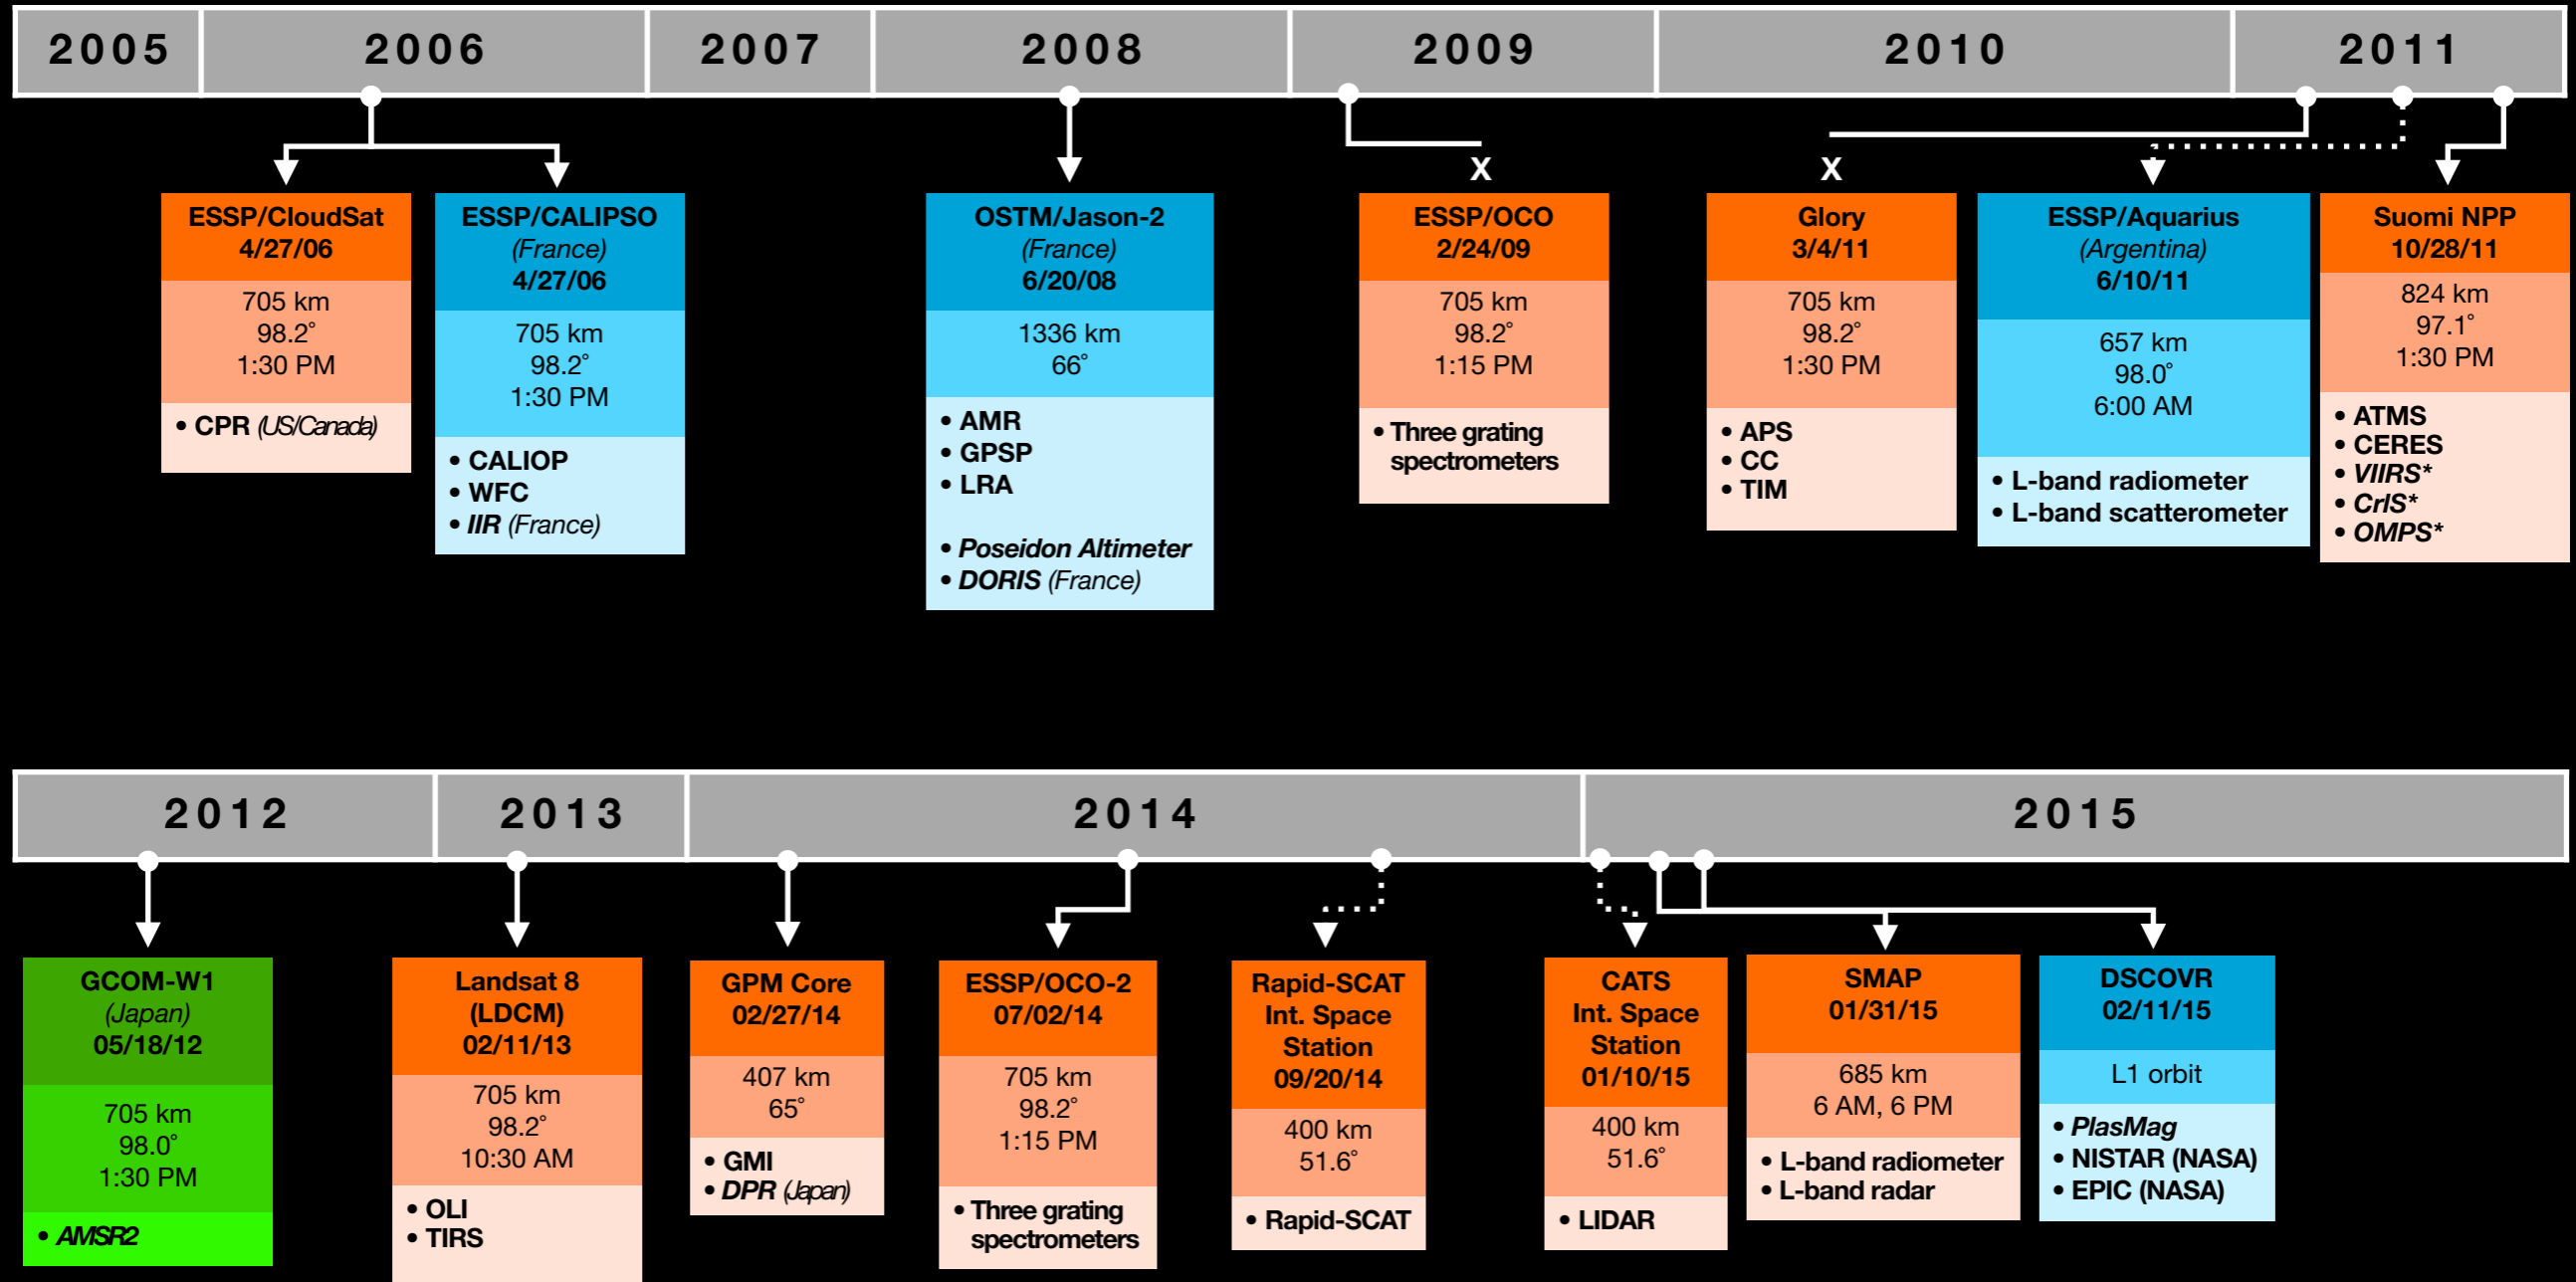 2005
2006
2007
2008
2009
2010
2011
X
X
ESSP/CloudSat
4/27/06
705 km
98.2°
1:30 PM
• CPR (US/Canada)
ESSP/CALIPSO
(France)
4/27/06
705 km
98.2°
1:30 PM
• CALIOP
• WFC
• IIR (France)
OSTM/Jason-2
(France)
6/20/08
1336 km
66°
• AMR
• GPSP
• LRA
• Poseidon Altimeter
• DORIS (France)
ESSP/OCO
2/24/09
705 km
98.2°
1:15 PM
• Three grating
spectrometers
Glory
3/4/11
705 km
98.2°
1:30 PM
• APS
• CC
• TIM
ESSP/Aquarius
(Argentina)
6/10/11
657 km
98.0°
6:00 AM
• L-band radiometer
• L-band scatterometer
Suomi NPP
10/28/11
824 km
97.1°
1:30 PM
• ATMS
• CERES
• VIIRS*
• CrIS*
• OMPS*
2012
2013
2014
2015
GCOM-W1
(Japan)
05/18/12
705 km
98.0°
1:30 PM
• AMSR2
Landsat 8
(LDCM)
02/11/13
705 km
98.2°
10:30 AM
• OLI
• TIRS
GPM Core
02/27/14
407 km
65°
• GMI
• DPR (Japan)
ESSP/OCO-2
07/02/14
705 km
98.2°
1:15 PM
• Three grating
spectrometers
Rapid-SCAT
Int. Space
Station
09/20/14
400 km
51.6°
• Rapid-SCAT
CATS
Int. Space
Station
01/10/15
400 km
51.6°
• LIDAR
SMAP
01/31/15
685 km
6 AM, 6 PM
• L-band radiometer
• L-band radar
DSCOVR
02/11/15
L1 orbit
• PlasMag
• NISTAR (NASA)
• EPIC (NASA)